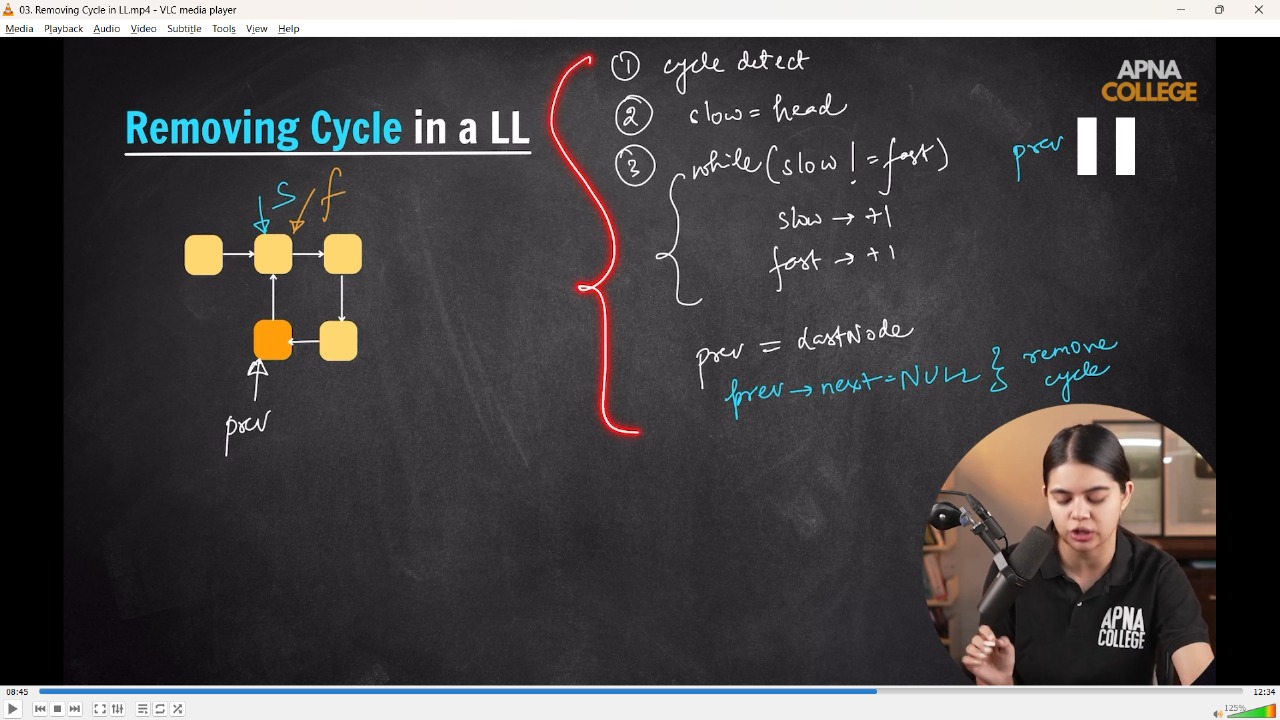 03. Removing Cycle in LL.mp4 - VLC media player
Media Playback Audio Video Subtitle Tools View Help
APNA
COLLEGE
Removing Cycle in a LL
① cycle detect
② slow = head
③ while(slow != fast)
slow → +1
fast → +1
prev
prev = LastNode
prev → next = NULL } remove
cycle
s f
prev
APNA
COLLEGE
08:45
12:34
125%